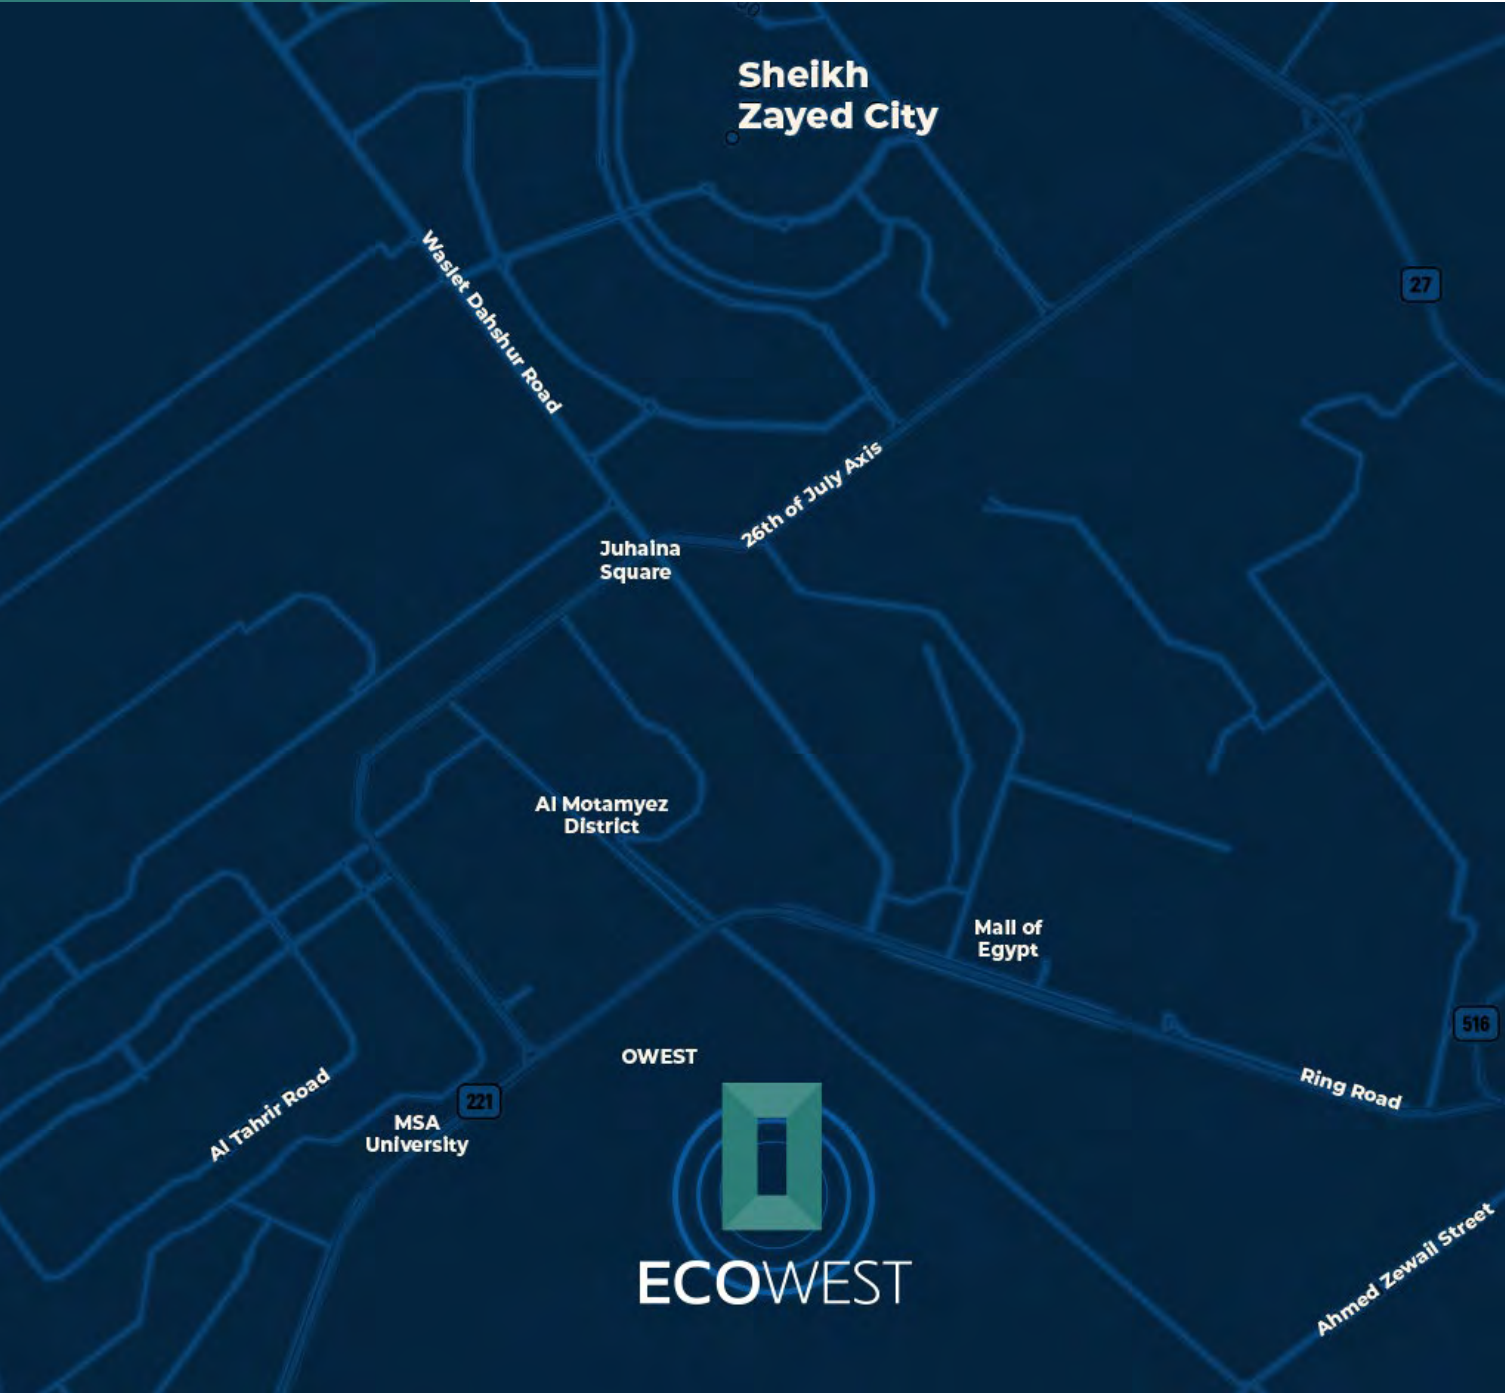 Sheikh
Zayed City
27
Waslet Dahshur Road
26th of July Axis
Juhaina
Square
Al Motamyez
District
Mall of
Egypt
516
OWEST
Ring Road
Al Tahrir Road
221
MSA
University
Ahmed Zewail Street
ECOWEST